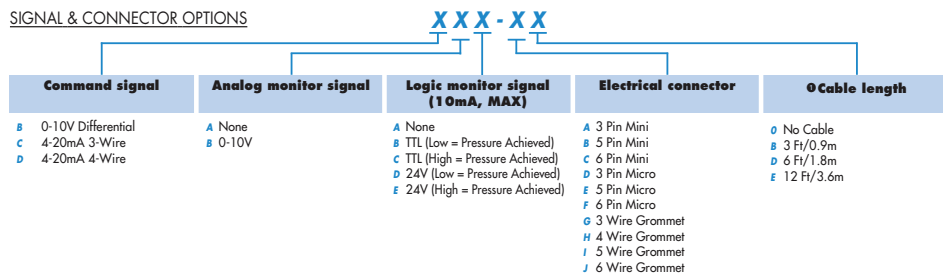 SIGNAL & CONNECTOR OPTIONS
X X X - X X
Command signal
B 0-10V Differential
C 4-20mA 3-Wire
D 4-20mA 4-Wire
Analog monitor signal
A None
B 0-10V
Logic monitor signal
(10mA, MAX)
A None
B TTL (Low = Pressure Achieved)
C TTL (High = Pressure Achieved)
D 24V (Low = Pressure Achieved)
E 24V (High = Pressure Achieved)
Electrical connector
A 3 Pin Mini
B 5 Pin Mini
C 6 Pin Mini
D 3 Pin Micro
E 5 Pin Micro
F 6 Pin Micro
G 3 Wire Grommet
H 4 Wire Grommet
I 5 Wire Grommet
J 6 Wire Grommet
❶Cable length
0 No Cable
B 3 Ft/0.9m
D 6 Ft/1.8m
E 12 Ft/3.6m